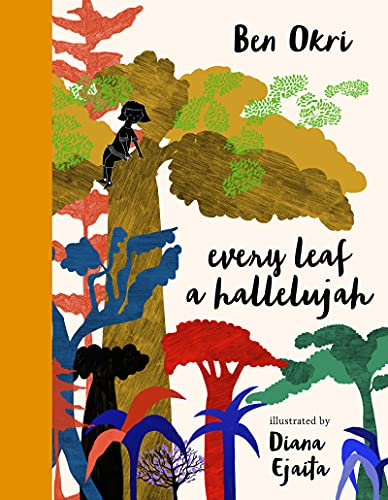 Ben Okri
every leaf
a hallelujah
illustrated by
Diana
Ejaita